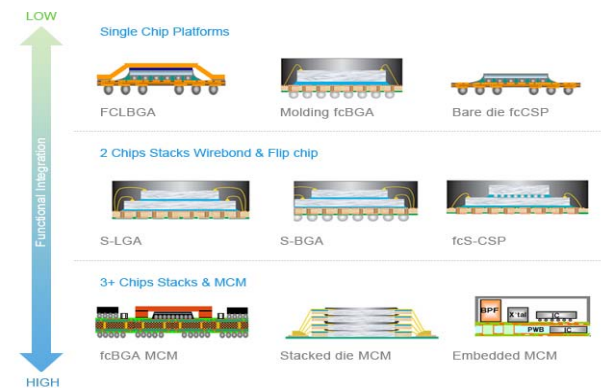 LOW
Single Chip Platforms
FCLBGA
Molding fcBGA
Bare die fcCSP
Functional Integration
2 Chips Stacks Wirebond & Flip chip
S-LGA
S-BGA
fcS-CSP
3+ Chips Stacks & MCM
BPF
X'tal
IC
PWB
IC
fcBGA MCM
Stacked die MCM
Embedded MCM
HIGH